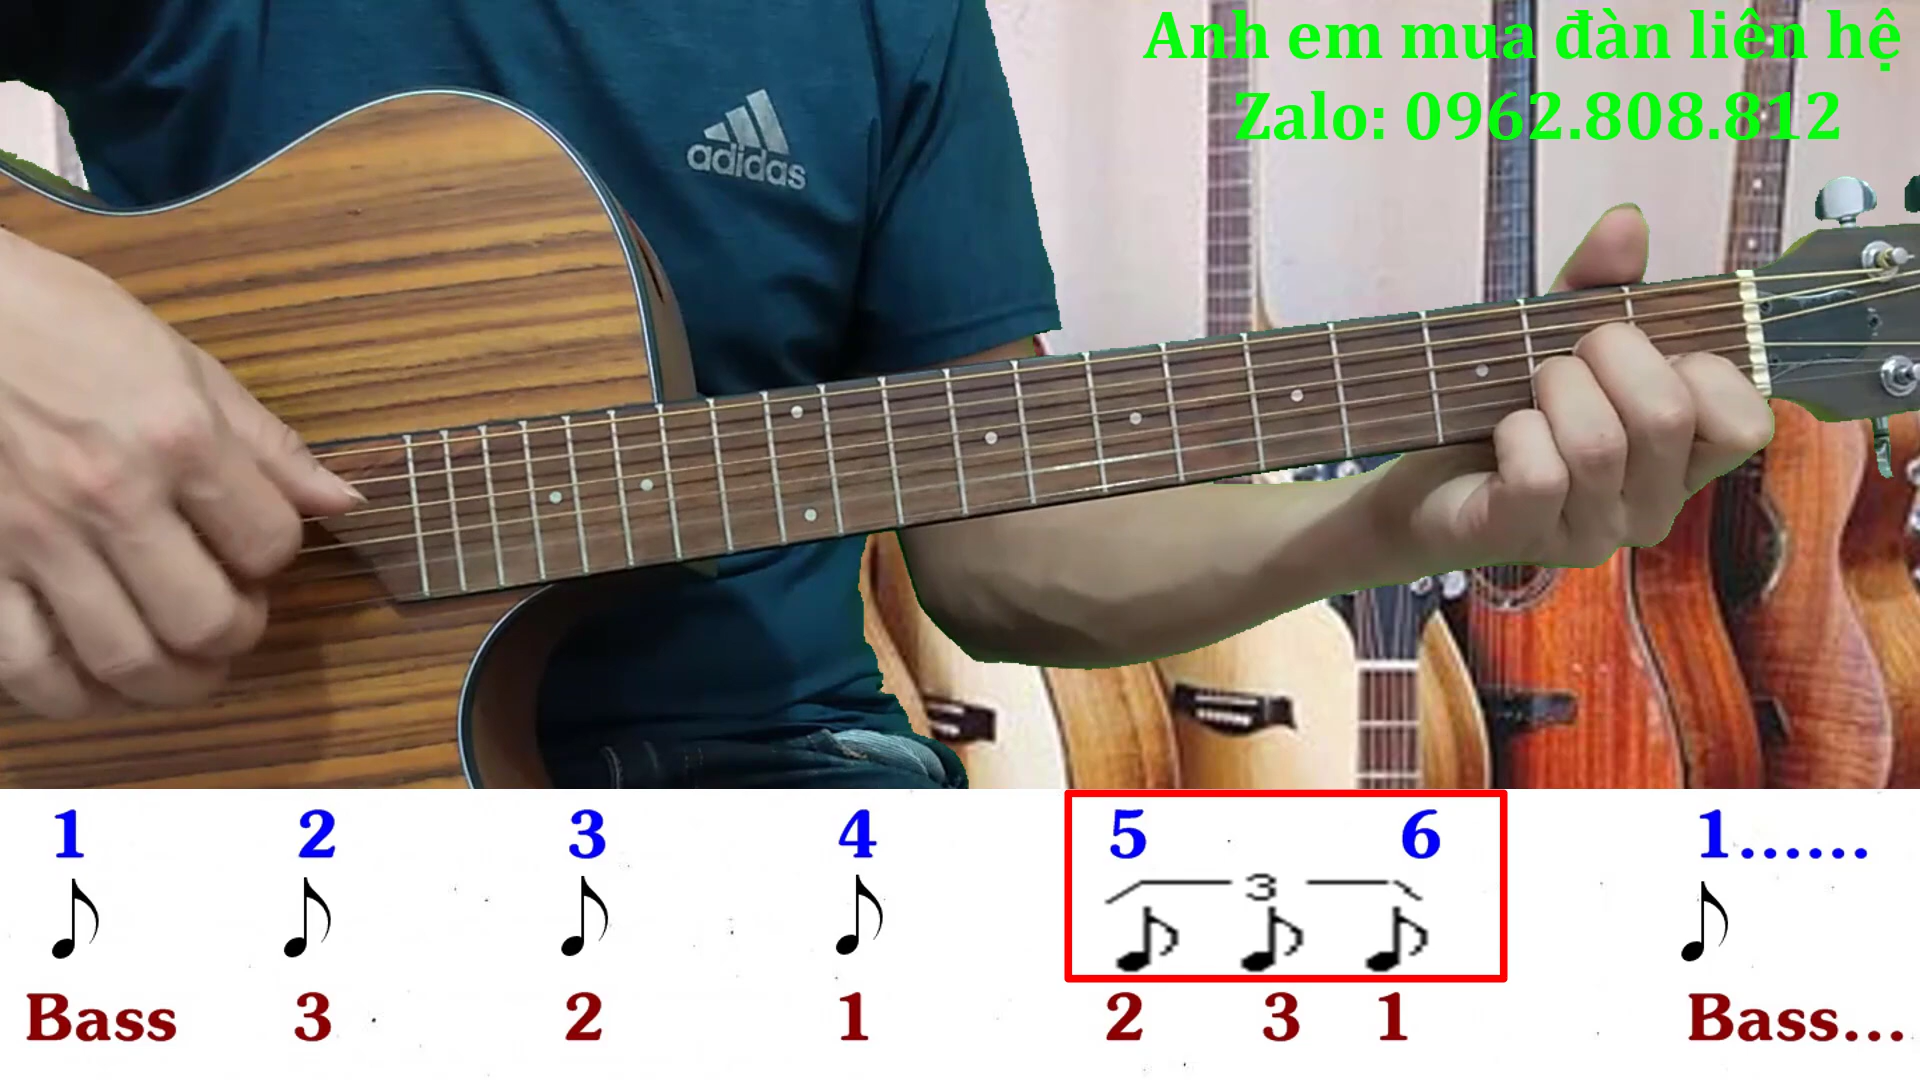 Anh em mua đàn liên hệ
Zalo: 0962.808.812
adidas
1 2 3 4 5 6 1......
3
Bass 3 2 1 2 3 1 Bass...